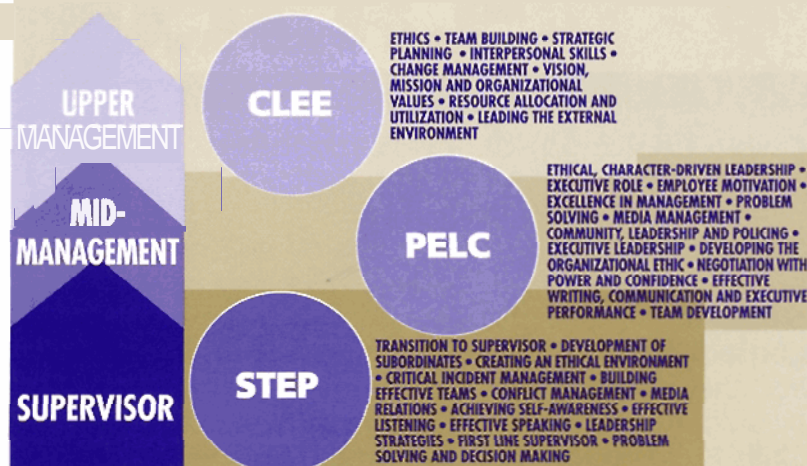 UPPER
MANAGEMENT
CLEE
ETHICS • TEAM BUILDING • STRATEGIC
PLANNING • INTERPERSONAL SKILLS •
CHANGE MANAGEMENT • VISION,
MISSION AND ORGANIZATIONAL
VALUES • RESOURCE ALLOCATION AND
UTILIZATION • LEADING THE EXTERNAL
ENVIRONMENT
MID-
MANAGEMENT
PELC
ETHICAL, CHARACTER-DRIVEN LEADERSHIP •
EXECUTIVE ROLE • EMPLOYEE MOTIVATION •
EXCELLENCE IN MANAGEMENT • PROBLEM
SOLVING • MEDIA MANAGEMENT •
COMMUNITY, LEADERSHIP AND POLICING •
EXECUTIVE LEADERSHIP • DEVELOPING THE
ORGANIZATIONAL ETHIC • NEGOTIATION WITH
POWER AND CONFIDENCE • EFFECTIVE
WRITING, COMMUNICATION AND EXECUTIVE
PERFORMANCE • TEAM DEVELOPMENT
SUPERVISOR
STEP
TRANSITION TO SUPERVISOR • DEVELOPMENT OF
SUBORDINATES • CREATING AN ETHICAL ENVIRONMENT
• CRITICAL INCIDENT MANAGEMENT • BUILDING
EFFECTIVE TEAMS • CONFLICT MANAGEMENT • MEDIA
RELATIONS • ACHIEVING SELF-AWARENESS • EFFECTIVE
LISTENING • EFFECTIVE SPEAKING • LEADERSHIP
STRATEGIES • FIRST LINE SUPERVISOR • PROBLEM
SOLVING AND DECISION MAKING